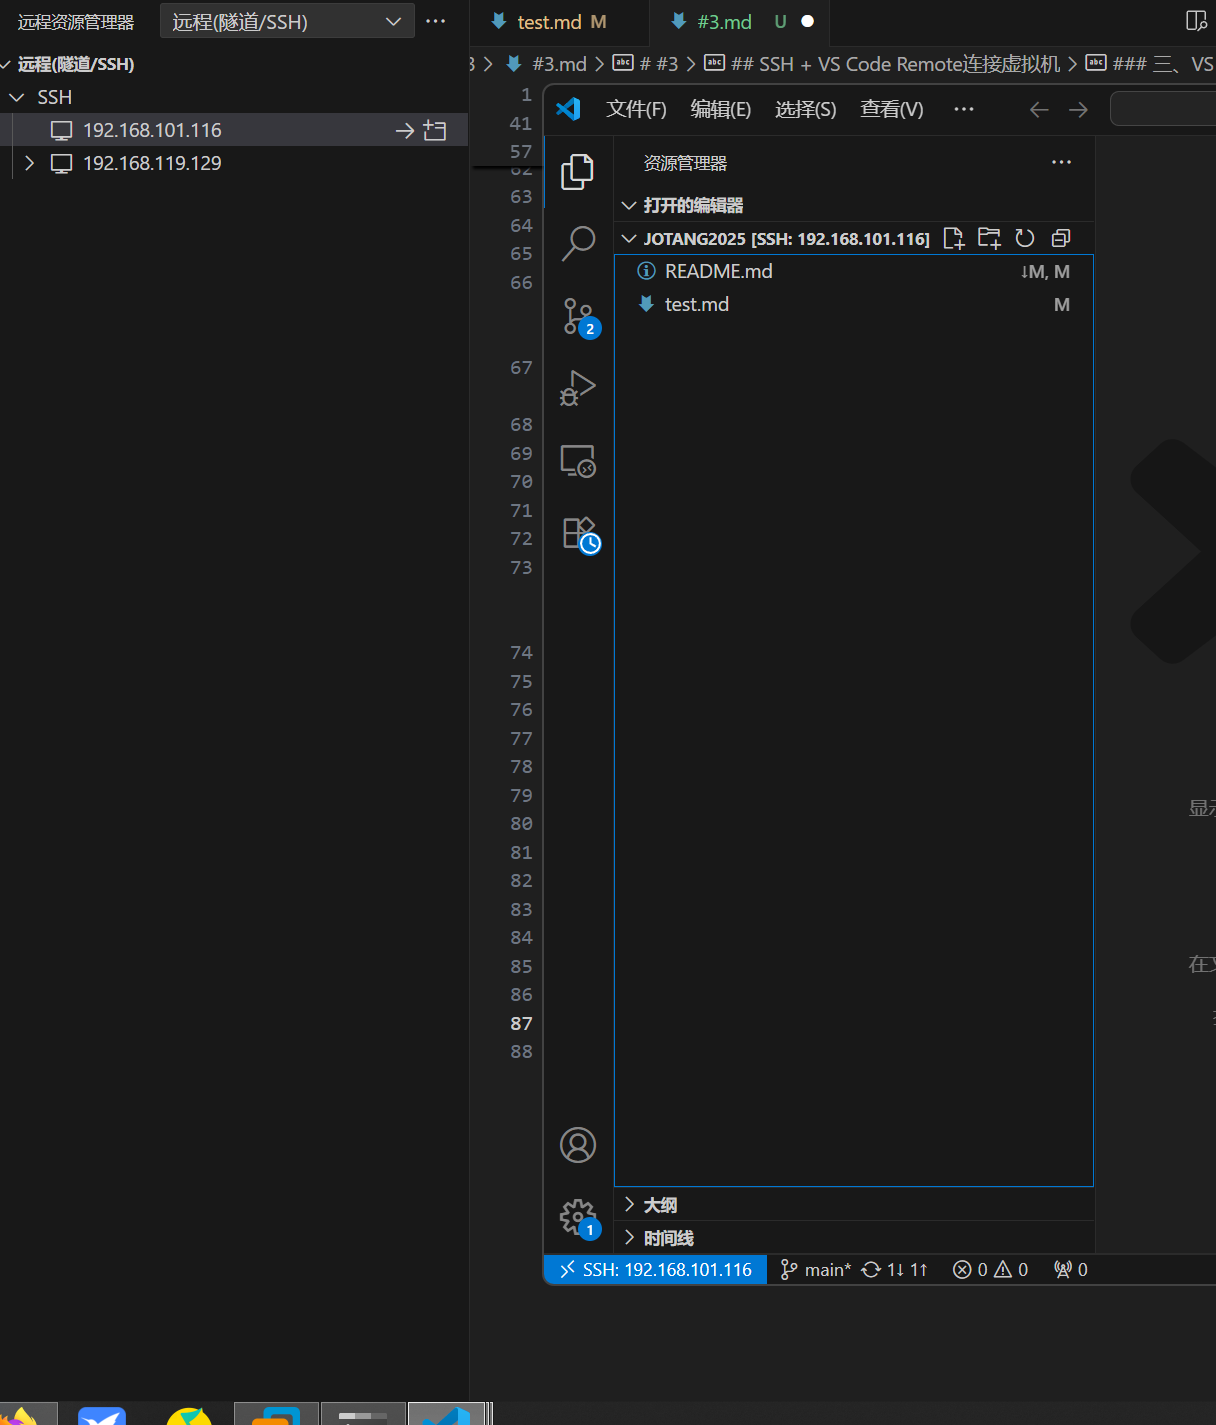 远程资源管理器
远程(隧道/SSH)
远程(隧道/SSH)
SSH
192.168.101.116
192.168.119.129
test.md M
#3.md U
#3.md
# #3
## SSH + VS Code Remote连接虚拟机
### 三、VS
1
41
57
62
63
64
65
66
67
68
69
70
71
72
73
74
75
76
77
78
79
80
81
82
83
84
85
86
87
88
文件(F) 编辑(E) 选择(S) 查看(V)
资源管理器
打开的编辑器
JOTANG2025 [SSH: 192.168.101.116]
README.md ↓M, M
test.md M
2
1
大纲
时间线
SSH: 192.168.101.116 main* 1↓ 1↑ 0 0 0